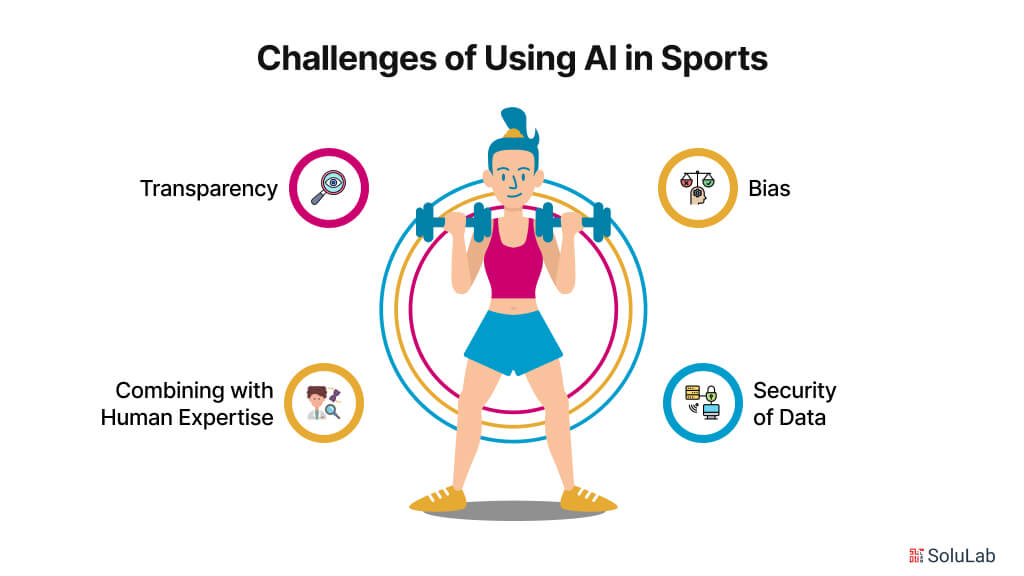 Challenges of Using AI in Sports
Transparency
Bias
Combining with
Human Expertise
Security
of Data
SoluLab